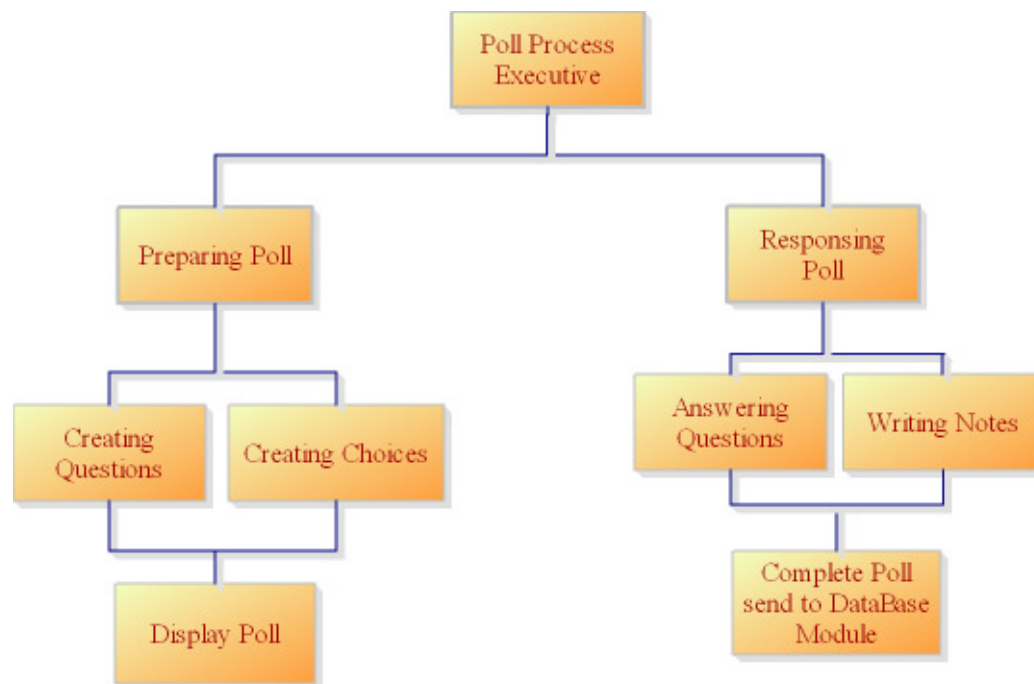 Poll Process
Executive
Preparing Poll
Responsing
Poll
Creating
Questions
Creating Choices
Answering
Questions
Writing Notes
Display Poll
Complete Poll
send to DataBase
Module